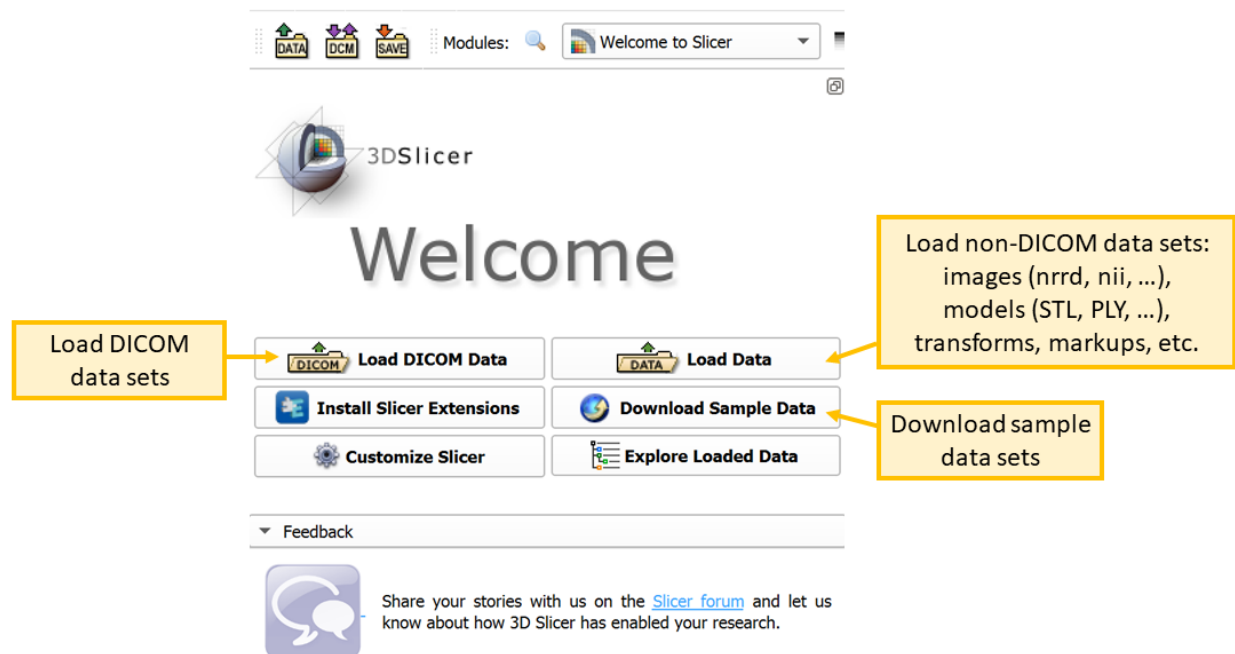 DATA DCM SAVE Modules: Welcome to Slicer
3DSlicer
Welcome
Load non-DICOM data sets:
images (nrrd, nii, ...),
models (STL, PLY, ...),
transforms, markups, etc.
Load DICOM
data sets
DICOM Load DICOM Data
DATA Load Data
Install Slicer Extensions
Download Sample Data
Customize Slicer
Explore Loaded Data
Download sample
data sets
Feedback
Share your stories with us on the Slicer forum and let us
know about how 3D Slicer has enabled your research.